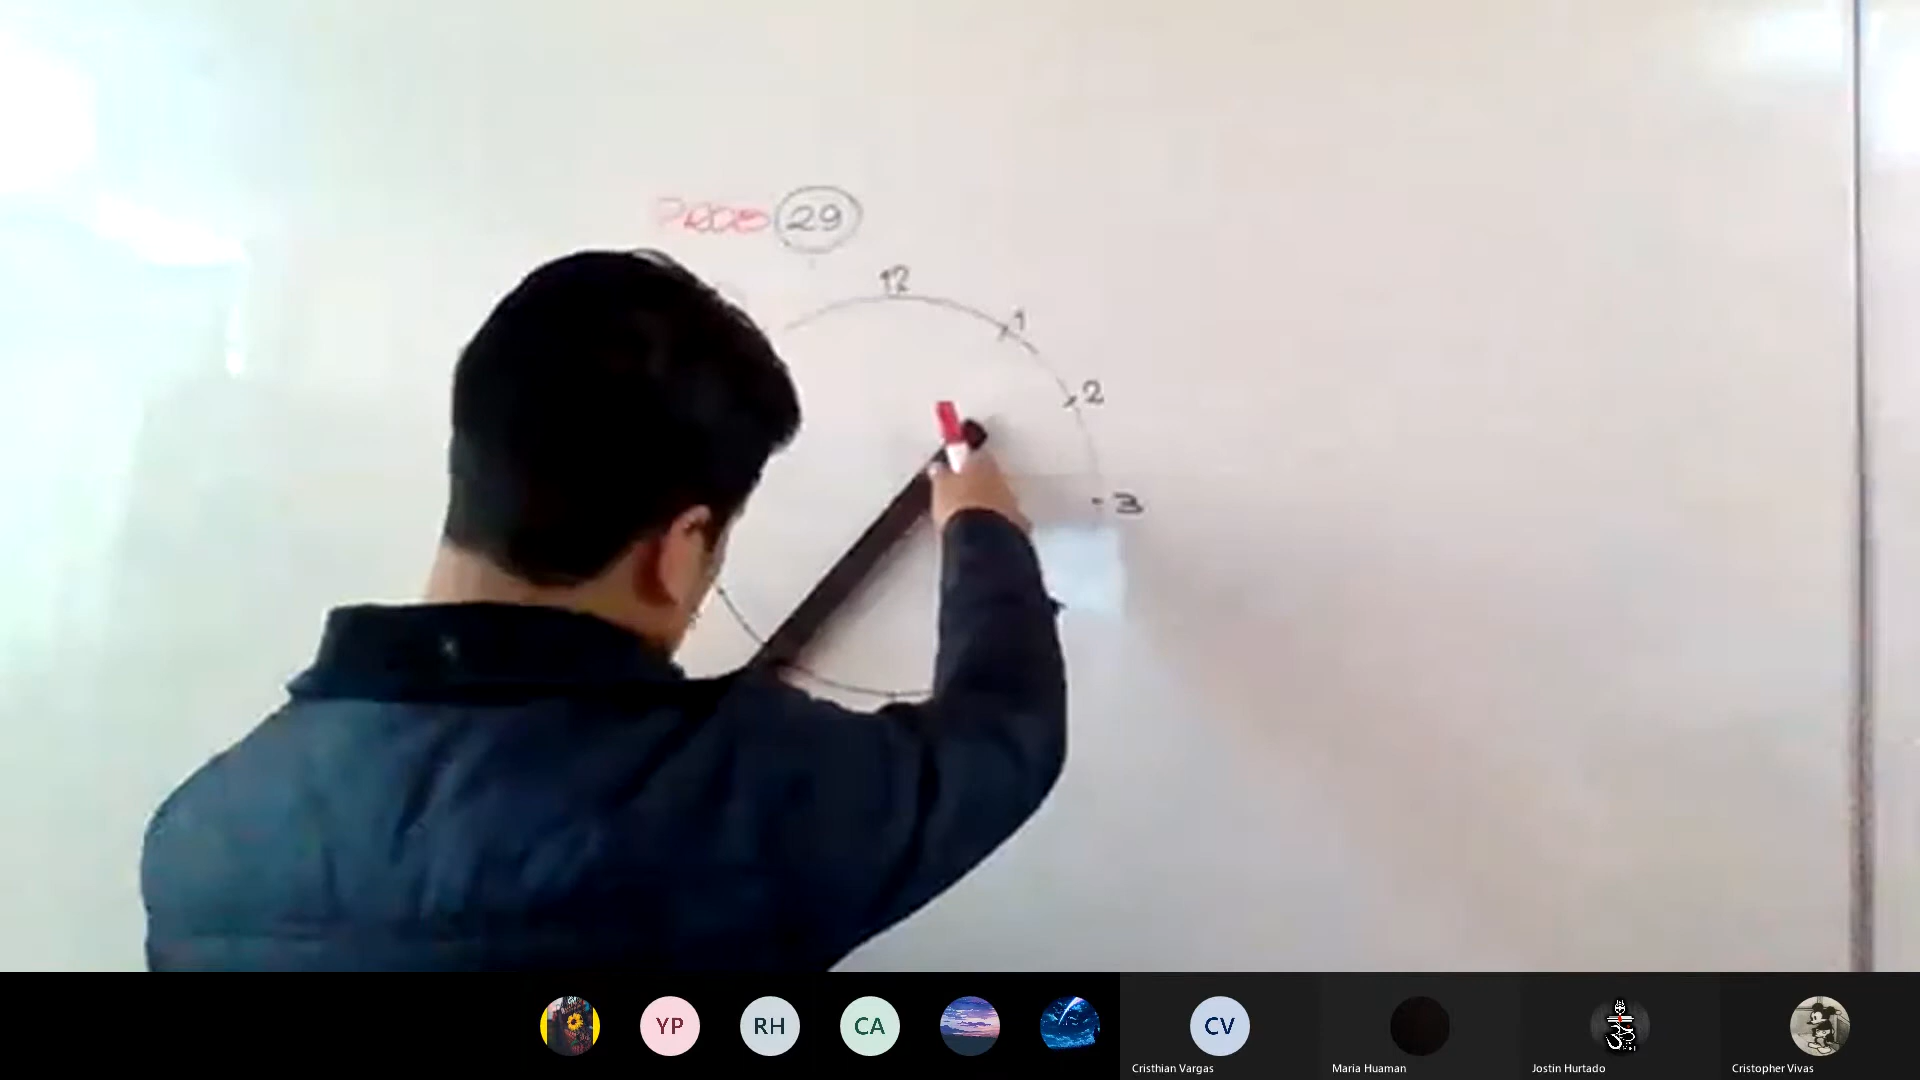 PROB 29
12
1
2
3
YP
RH
CA
CV
Cristhian Vargas
Maria Huaman
Jostin Hurtado
Cristopher Vivas